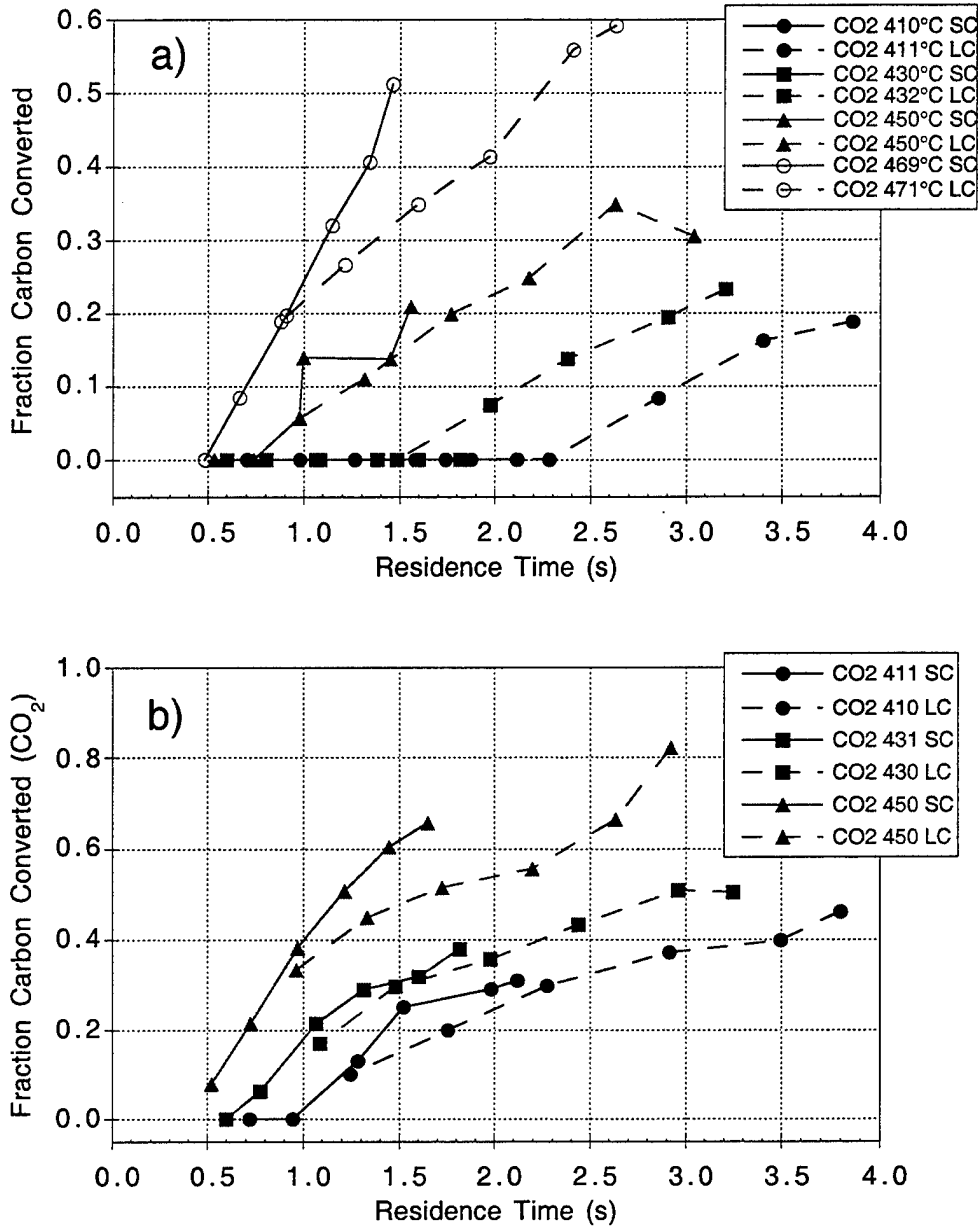 0.6
0.5
0.4
0.3
0.2
0.1
0.0
Fraction Carbon Converted
a)
CO2 410°C SC
CO2 411°C LC
CO2 430°C SC
CO2 432°C LC
CO2 450°C SC
CO2 450°C LC
CO2 469°C SC
CO2 471°C LC
0.0 0.5 1.0 1.5 2.0 2.5 3.0 3.5 4.0
Residence Time (s)
1.0
0.8
0.6
0.4
0.2
0.0
Fraction Carbon Converted (CO₂)
b)
CO2 411 SC
CO2 410 LC
CO2 431 SC
CO2 430 LC
CO2 450 SC
CO2 450 LC
0.0 0.5 1.0 1.5 2.0 2.5 3.0 3.5 4.0
Residence Time (s)